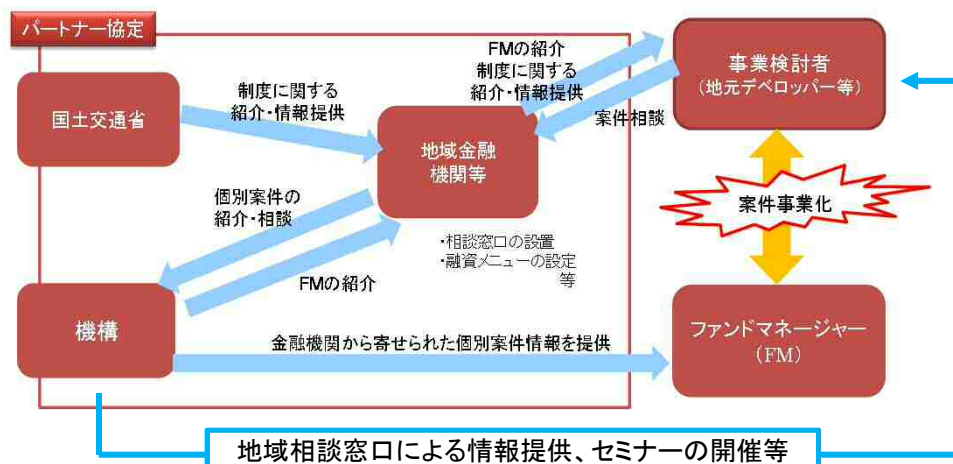 パートナー協定
国土交通省
制度に関する
紹介・情報提供
FMの紹介
制度に関する
紹介・情報提供
案件相談
事業検討者
(地元デベロッパー等)
地域金融
機関等
個別案件の
紹介・相談
FMの紹介
・相談窓口の設置
・融資メニューの設定
等
案件事業化
機構
金融機関から寄せられた個別案件情報を提供
ファンドマネージャー
(FM)
地域相談窓口による情報提供、セミナーの開催等